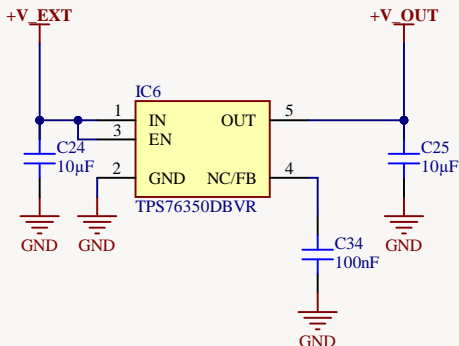 +V_EXT
+V_OUT
IC6
1
IN
OUT
5
3
EN
C24
10µF
C25
10µF
2
GND
NC/FB
4
TPS76350DBVR
GND
GND
GND
C34
100nF
GND